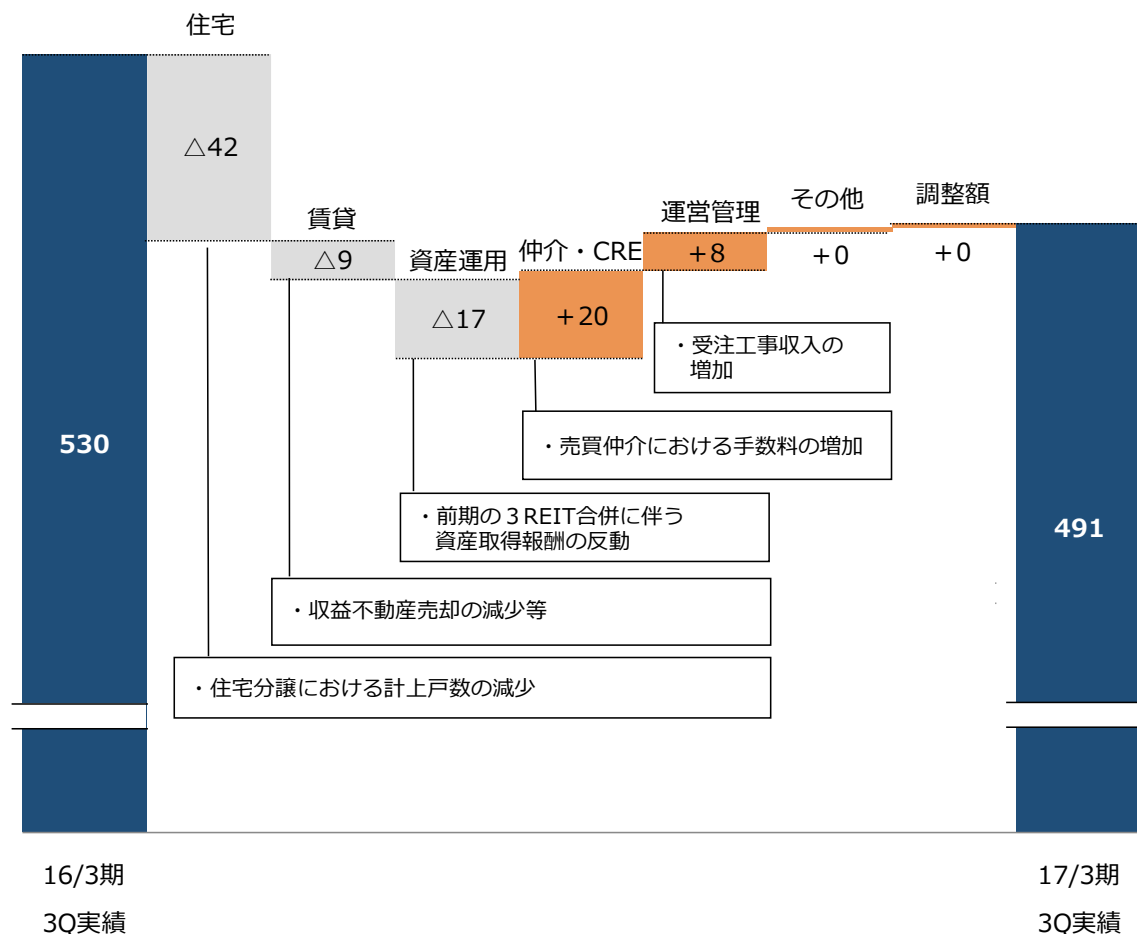 住宅
△42
賃貸
△9
資産運用
△17
仲介・CRE
+20
運営管理
+8
その他
+0
調整額
+0
530
491
・受注工事収入の
増加
・売買仲介における手数料の増加
・前期の３REIT合併に伴う
資産取得報酬の反動
・収益不動産売却の減少等
・住宅分譲における計上戸数の減少
16/3期
3Q実績
17/3期
3Q実績